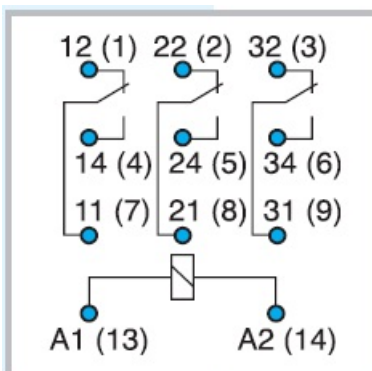 12 (1) 22 (2) 32 (3)
14 (4) 24 (5) 34 (6)
11 (7) 21 (8) 31 (9)
A1 (13) A2 (14)